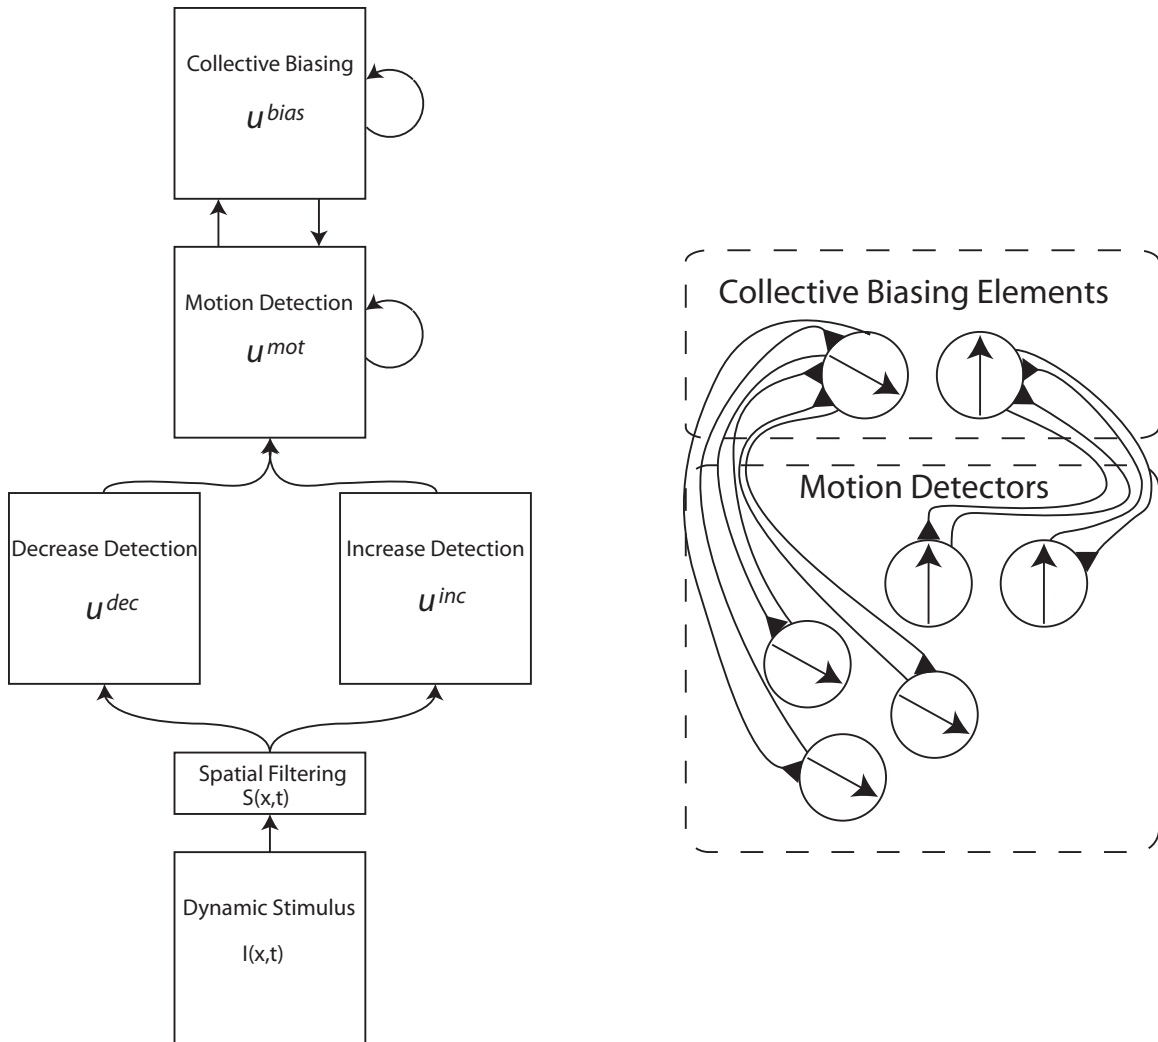 Collective Biasing
u bias
Motion Detection
u mot
Decrease Detection
u dec
Increase Detection
u inc
Spatial Filtering
S(x,t)
Dynamic Stimulus
I(x,t)
Collective Biasing Elements
Motion Detectors